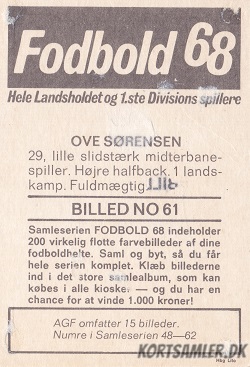 Fodbold 68
Hele Landsholdet og 1.ste Divisions spillere
OVE SØRENSEN
29, lille slidstærk midterbane-
spiller. Højre halfback. 1 lands-
kamp. Fuldmægtig.
BILLED NO 61
Samleserien FODBOLD 68 indeholder
200 virkelig flotte farvebilleder af dine
fodboldhelte. Saml og byt, så du får
hele serien komplet. Klæb billederne
ind i det store samlealbum, som kan
købes i alle kiosker — og du har en
chance for at vinde 1.000 kroner!
AGF omfatter 15 billeder.
Numre i Samleserien 48—62
KORTSAMLER.DK